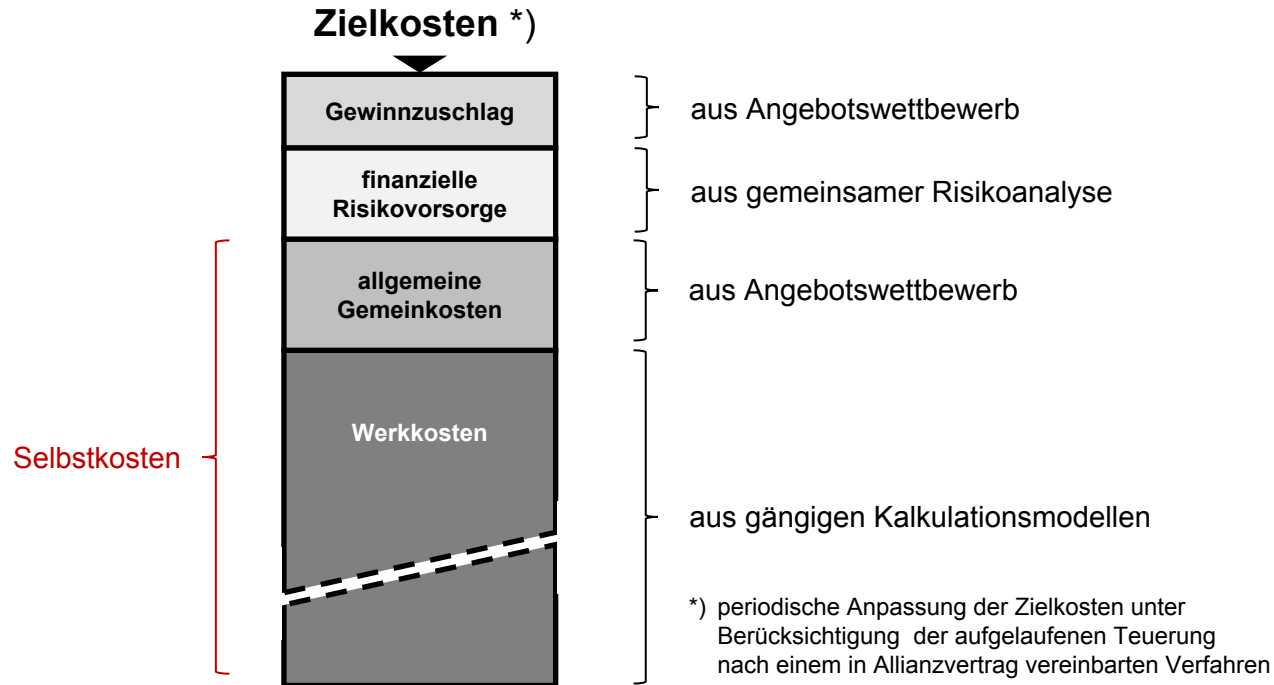 Zielkosten *)
Gewinnzuschlag
aus Angebotswettbewerb
finanzielle
Risikovorsorge
aus gemeinsamer Risikoanalyse
allgemeine
Gemeinkosten
aus Angebotswettbewerb
Werkkosten
Selbstkosten
aus gängigen Kalkulationsmodellen
*) periodische Anpassung der Zielkosten unter
Berücksichtigung der aufgelaufenen Teuerung
nach einem in Allianzvertrag vereinbarten Verfahren